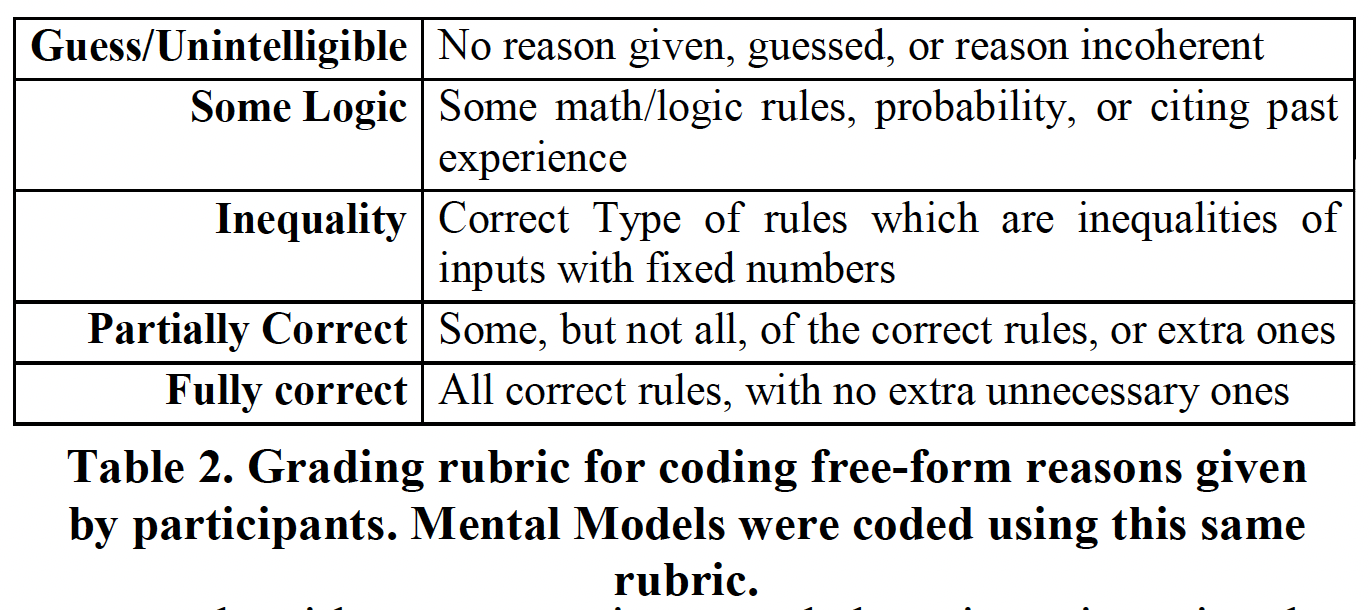 Guess/Unintelligible No reason given, guessed, or reason incoherent
Some Logic Some math/logic rules, probability, or citing past
experience
Inequality Correct Type of rules which are inequalities of
inputs with fixed numbers
Partially Correct Some, but not all, of the correct rules, or extra ones
Fully correct All correct rules, with no extra unnecessary ones
Table 2. Grading rubric for coding free-form reasons given
by participants. Mental Models were coded using this same
rubric.